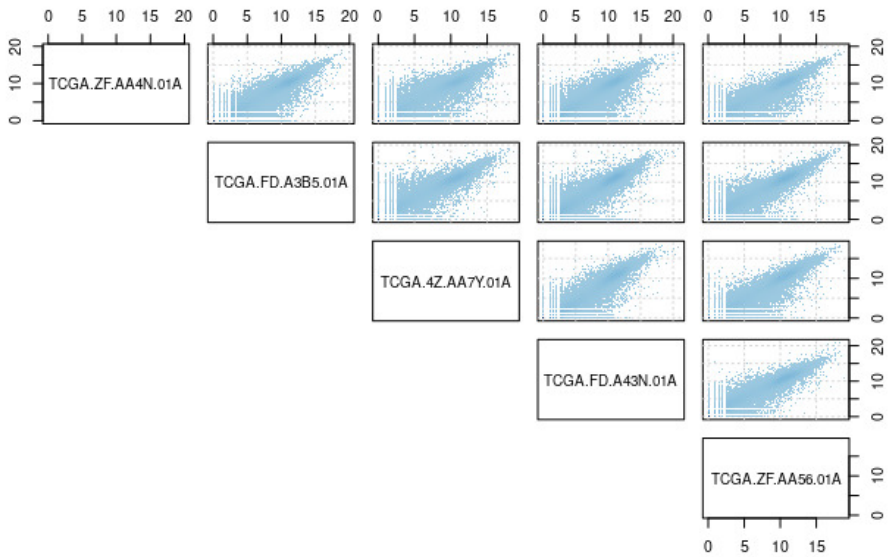 0 5 10 15 20 0 5 10 15 20 0 5 10 15 0 5 10 15 20 0 5 10 15
0 10 20 TCGA.ZF.AA4N.01A 0 10 20
TCGA.FD.A3B5.01A 0 10 20
TCGA.4Z.AA7Y.01A 0 10
TCGA.FD.A43N.01A 0 10 20
TCGA.ZF.AA56.01A 0 10
0 5 10 15